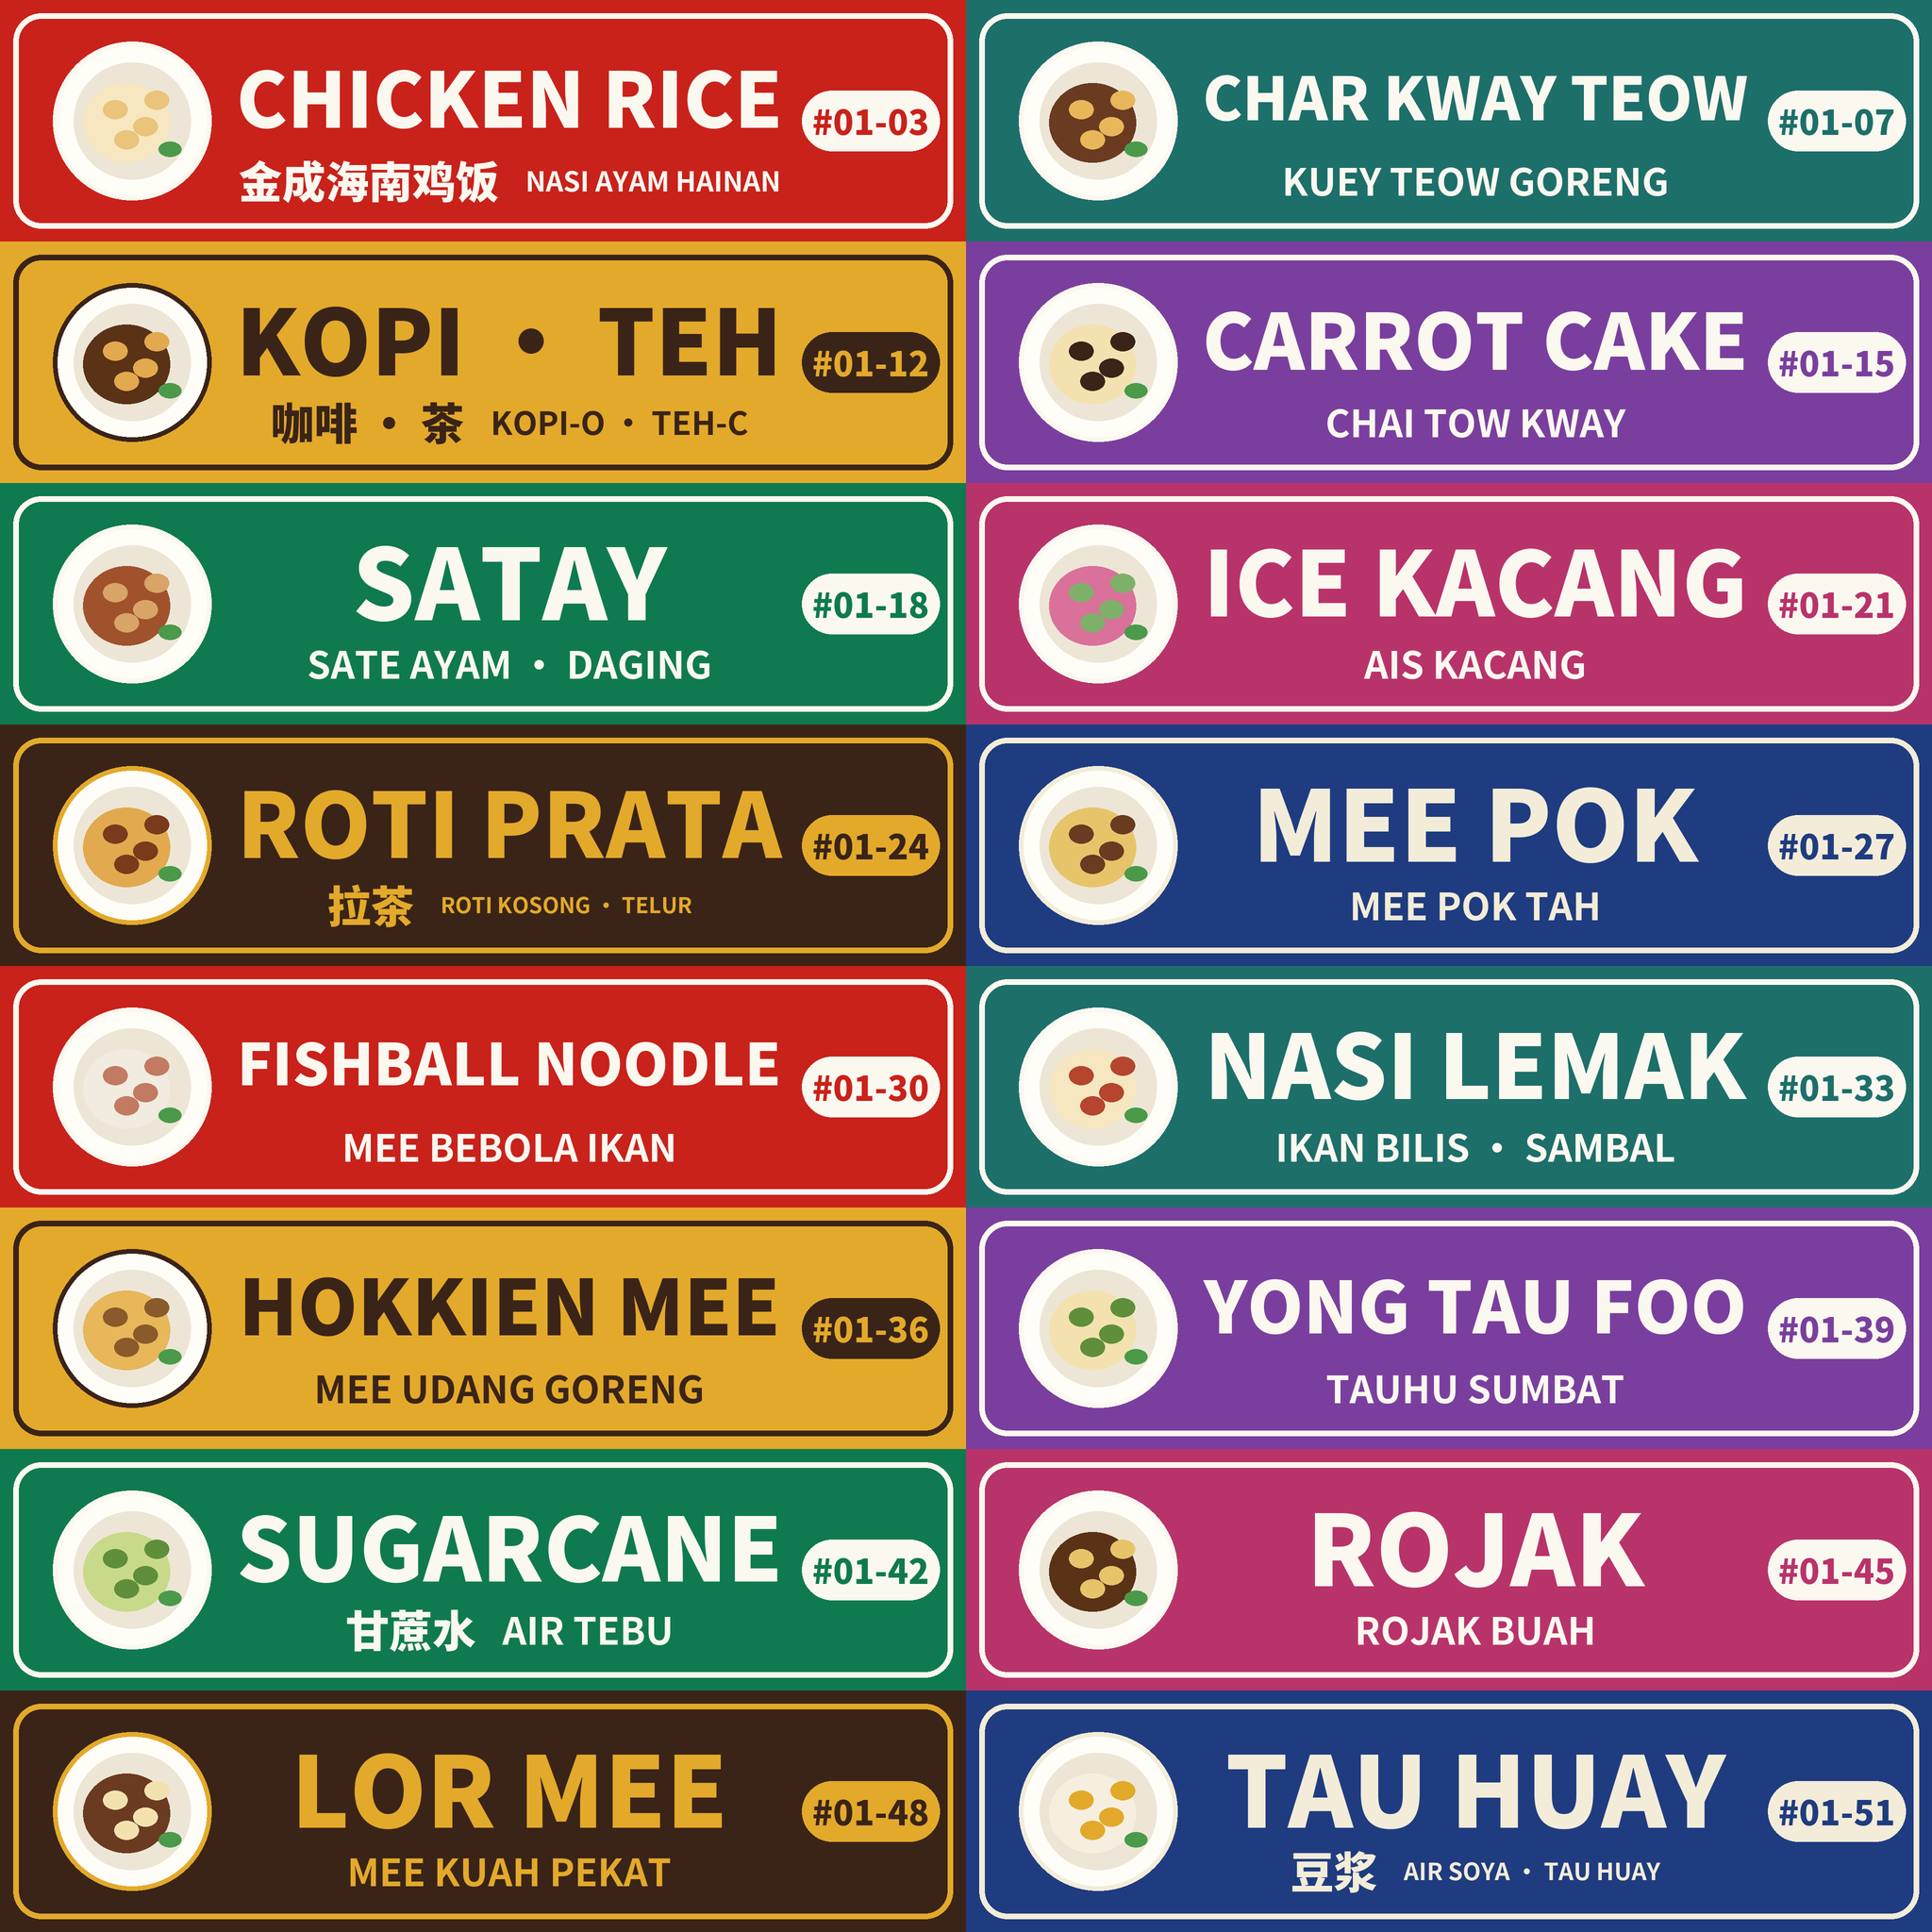 CHICKEN RICE
#01-03
金成海南鸡饭 NASI AYAM HAINAN
CHAR KWAY TEOW
#01-07
KUEY TEOW GORENG
KOPI • TEH
#01-12
咖啡 • 茶 KOPI-O • TEH-C
CARROT CAKE
#01-15
CHAI TOW KWAY
SATAY
#01-18
SATE AYAM • DAGING
ICE KACANG
#01-21
AIS KACANG
ROTI PRATA
#01-24
拉茶 ROTI KOSONG • TELUR
MEE POK
#01-27
MEE POK TAH
FISHBALL NOODLE
#01-30
MEE BEBOLA IKAN
NASI LEMAK
#01-33
IKAN BILIS • SAMBAL
HOKKIEN MEE
#01-36
MEE UDANG GORENG
YONG TAU FOO
#01-39
TAUHU SUMBAT
SUGARCANE
#01-42
甘蔗水 AIR TEBU
ROJAK
#01-45
ROJAK BUAH
LOR MEE
#01-48
MEE KUAH PEKAT
TAU HUAY
#01-51
豆浆 AIR SOYA • TAU HUAY